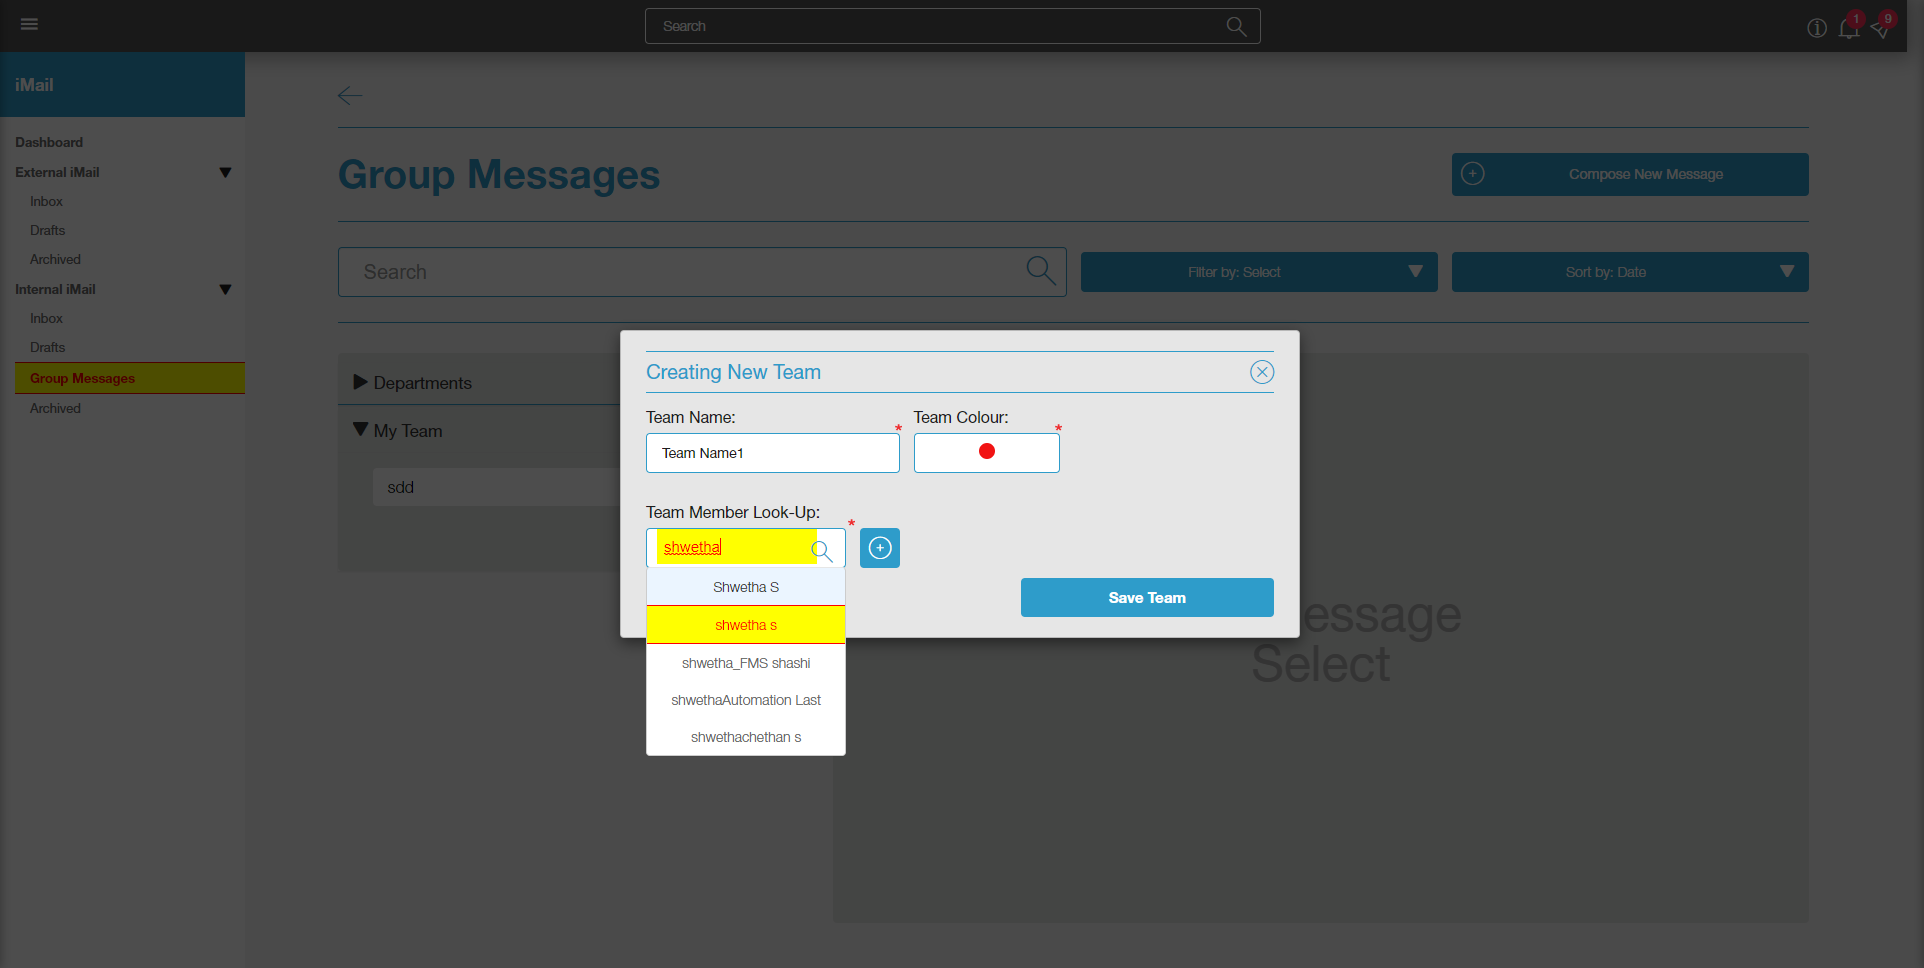 Search
1
9
iMail
Dashboard
External iMail
Inbox
Drafts
Archived
Internal iMail
Inbox
Drafts
Group Messages
Archived
Group Messages
Compose New Message
Search
Filter by: Select
Sort by: Date
Departments
My Team
sdd
Creating New Team
Team Name:
*
Team Colour:
*
Team Name1
Team Member Look-Up:
*
shwetha
Shwetha S
shwetha s
shwetha_FMS shashi
shwethaAutomation Last
shwethachethan s
Save Team
essage
Select